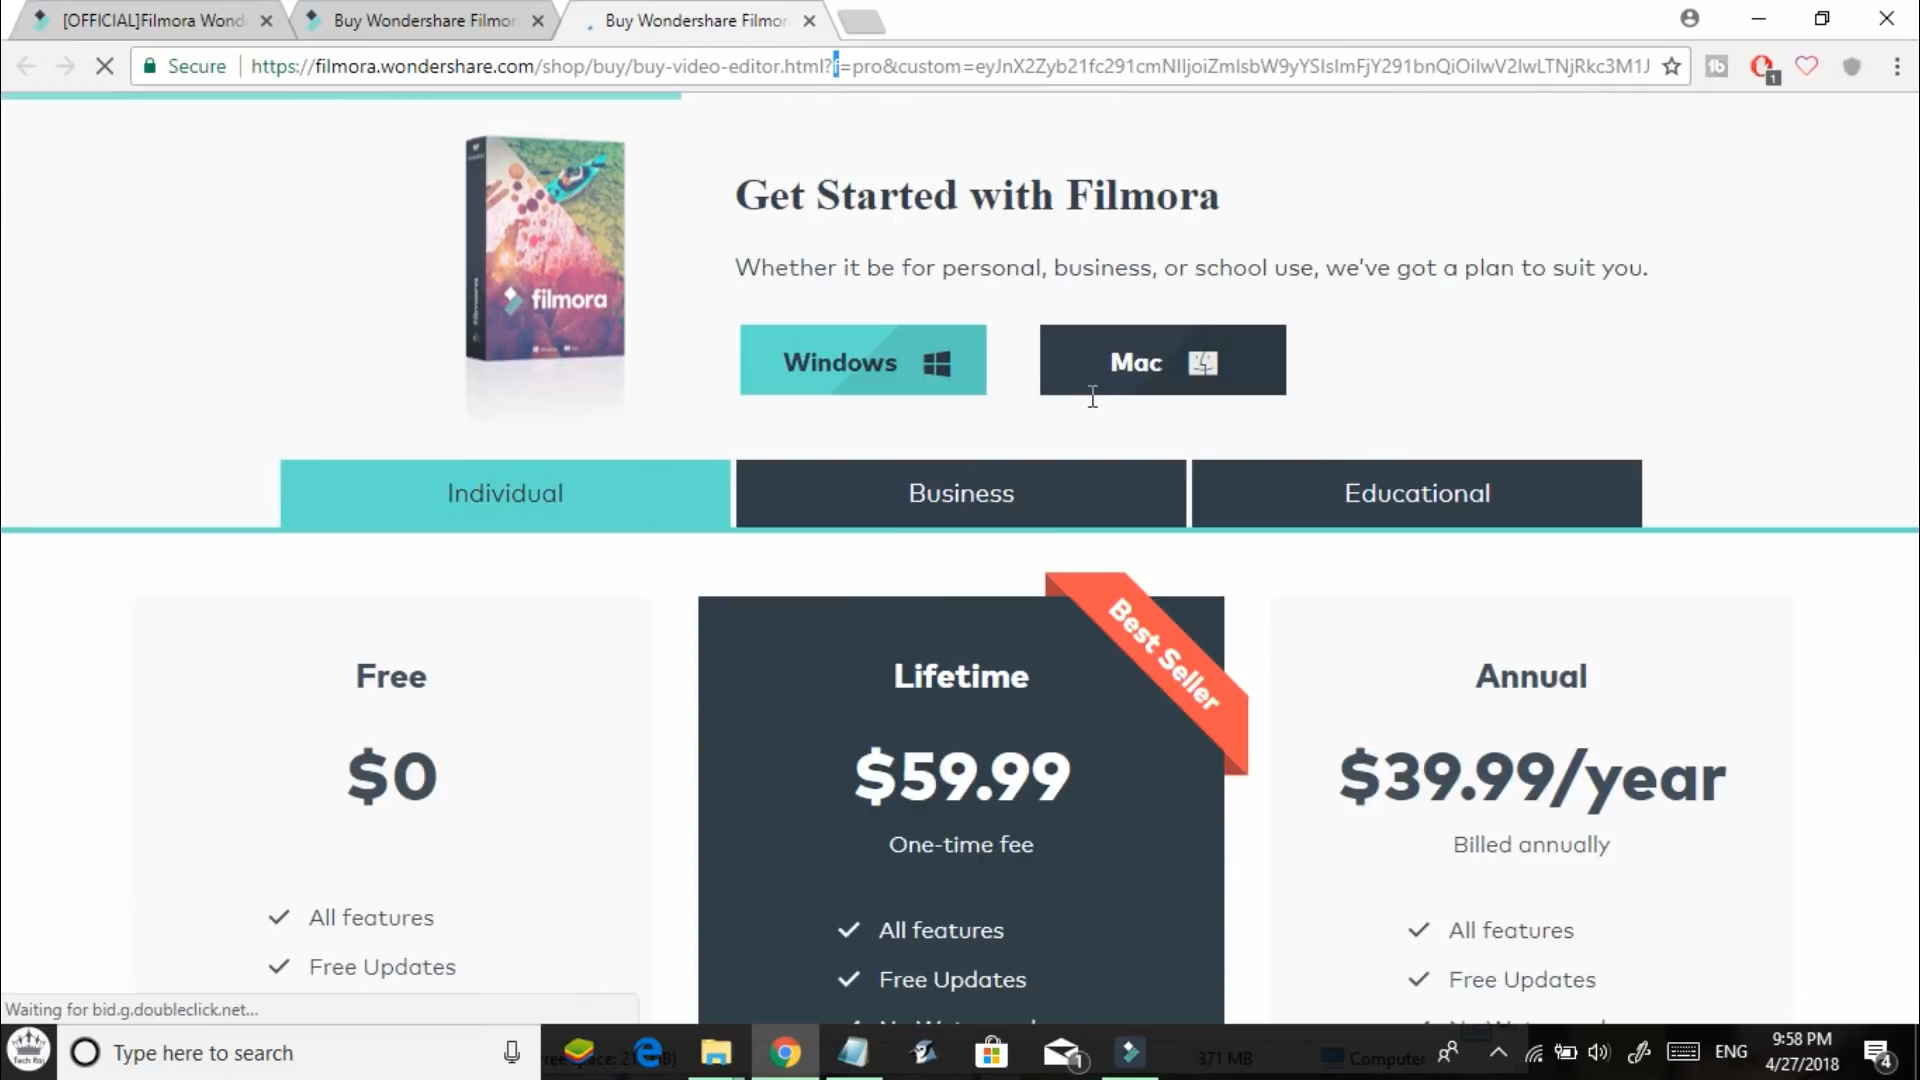 [OFFICIAL]Filmora Wond
Buy Wondershare Filmor
Buy Wondershare Filmor
Secure
https://filmora.wondershare.com/shop/buy/buy-video-editor.html?f=pro&custom=
1
Get Started with Filmora
Whether it be for personal, business, or school use, we've got a plan to suit you.
filmora
Windows
Mac
Individual
Business
Educational
Best Seller
Free
Lifetime
Annual
$0
$59.99
$39.99/year
One-time fee
Billed annually
All features
All features
All features
Free Updates
Free Updates
Free Updates
Waiting for bid.g.doubleclick.net...
Tech Raj
Type here to search
1
371 MB
Computer
ENG
9:58 PM
4/27/2018
4